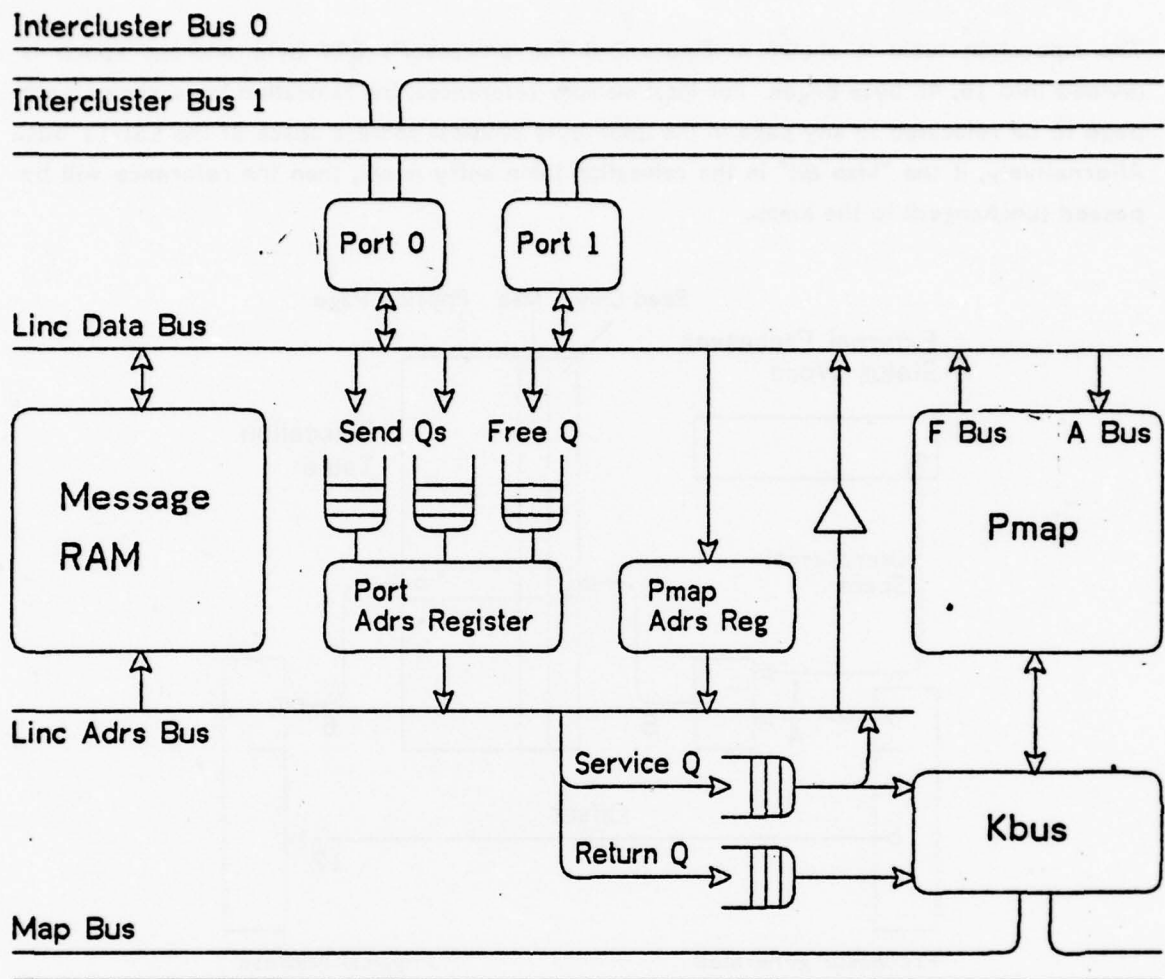 Intercluster Bus 0
Intercluster Bus 1
Port 0
Port 1
Linc Data Bus
Send Qs
Free Q
F Bus
A Bus
Message
RAM
Pmap
Port
Adrs Register
Pmap
Adrs Reg
Linc Adrs Bus
Service Q
Kbus
Return Q
Map Bus